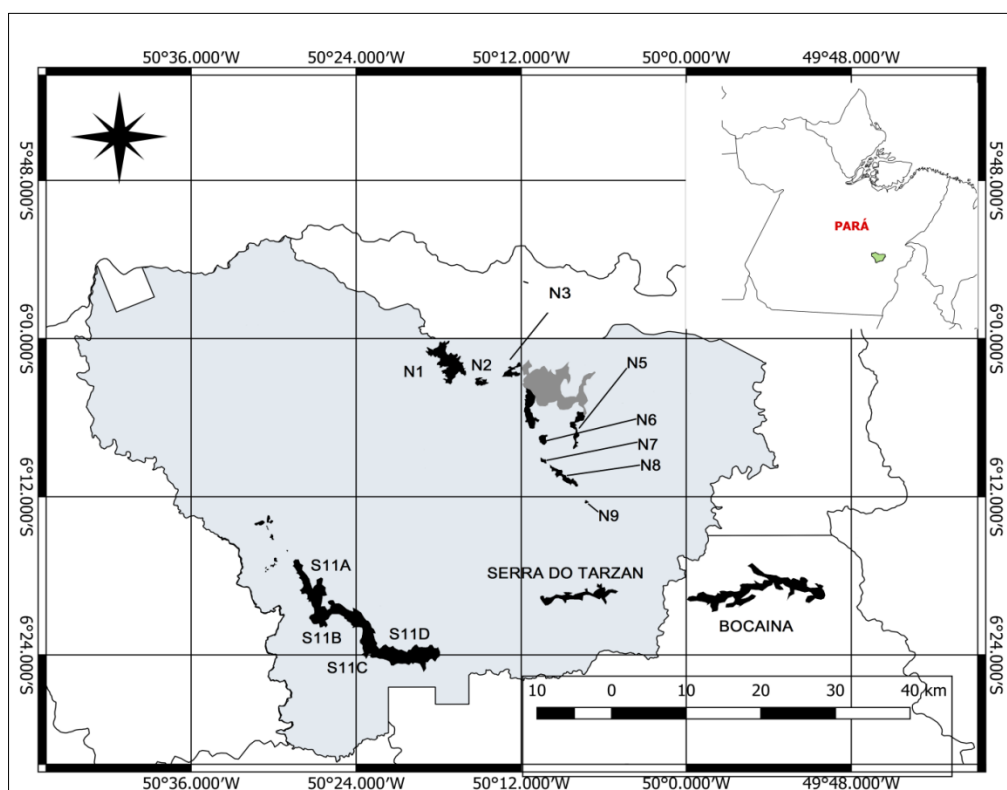 50°36.000'W 50°24.000'W 50°12.000'W 50°0.000'W 49°48.000'W
5°48.000'S 5°48.000'S
PARÁ
N3
6°0.000'S 6°0.000'S
N1 N2 N5
N6
N7
N8
6°12.000'S 6°12.000'S
N9
S11A
SERRA DO TARZAN
S11B S11D BOCAINA
S11C
6°24.000'S 6°24.000'S
10 0 10 20 30 40 km
50°36.000'W 50°24.000'W 50°12.000'W 50°0.000'W 49°48.000'W